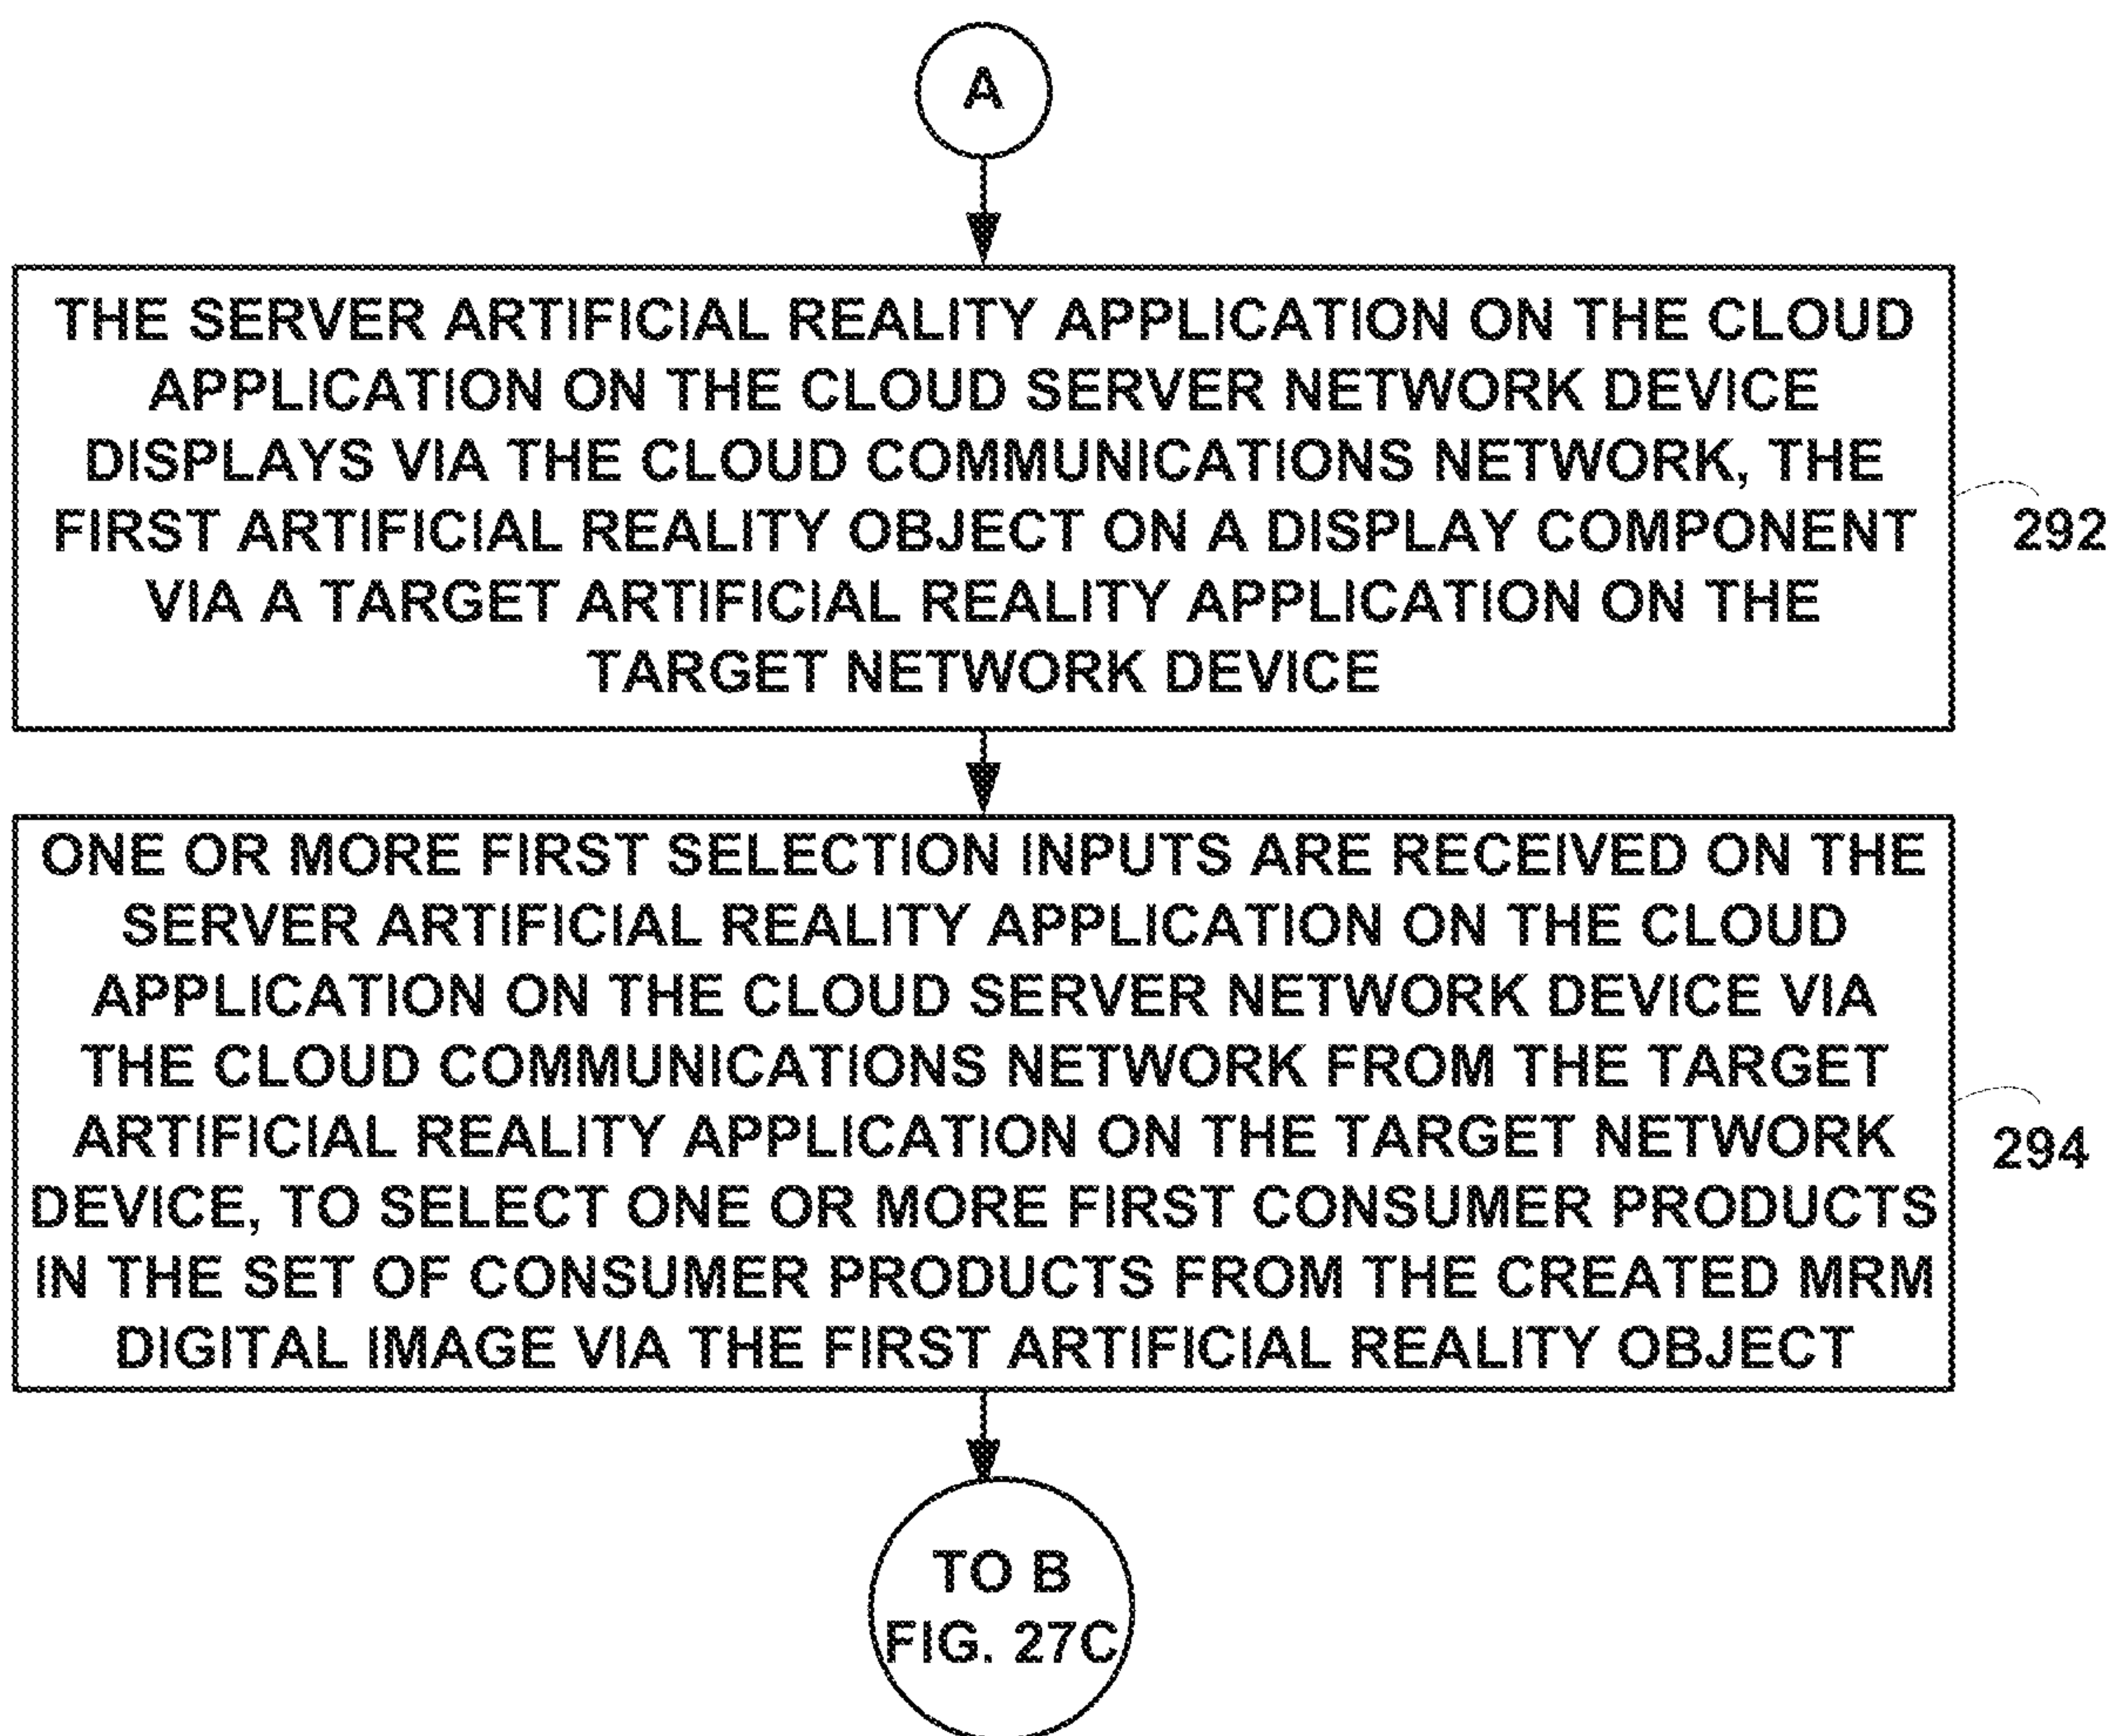 A
THE SERVER ARTIFICIAL REALITY APPLICATION ON THE CLOUD
APPLICATION ON THE CLOUD SERVER NETWORK DEVICE
DISPLAYS VIA THE CLOUD COMMUNICATIONS NETWORK, THE
FIRST ARTIFICIAL REALITY OBJECT ON A DISPLAY COMPONENT
VIA A TARGET ARTIFICIAL REALITY APPLICATION ON THE
TARGET NETWORK DEVICE
292
ONE OR MORE FIRST SELECTION INPUTS ARE RECEIVED ON THE
SERVER ARTIFICIAL REALITY APPLICATION ON THE CLOUD
APPLICATION ON THE CLOUD SERVER NETWORK DEVICE VIA
THE CLOUD COMMUNICATIONS NETWORK FROM THE TARGET
ARTIFICIAL REALITY APPLICATION ON THE TARGET NETWORK
DEVICE, TO SELECT ONE OR MORE FIRST CONSUMER PRODUCTS
IN THE SET OF CONSUMER PRODUCTS FROM THE CREATED MRM
DIGITAL IMAGE VIA THE FIRST ARTIFICIAL REALITY OBJECT
294
TO B
FIG. 27C